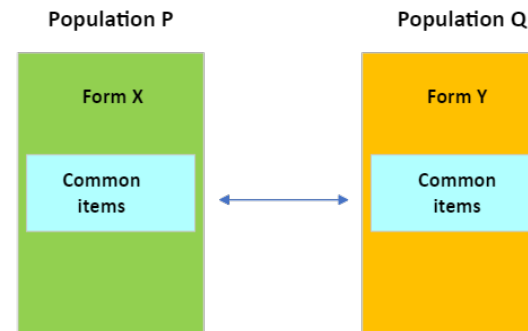 Population P
Population Q
Form X
Form Y
Common
items
Common
items